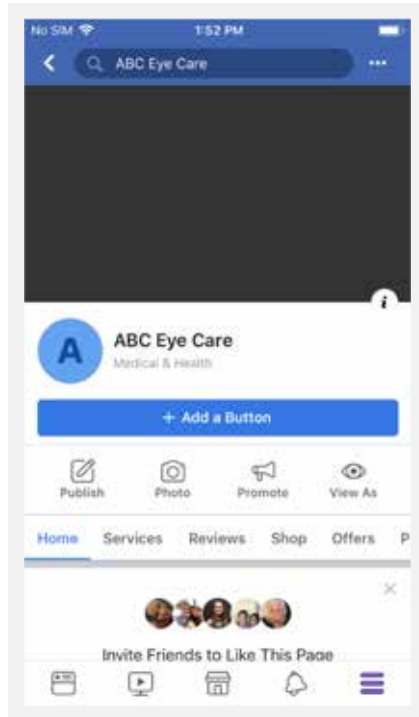 No SIM 1:52 PM
ABC Eye Care
i
A
ABC Eye Care
Medical & Health
+ Add a Button
Publish Photo Promote View As
Home Services Reviews Shop Offers P
Invite Friends to Like This Page